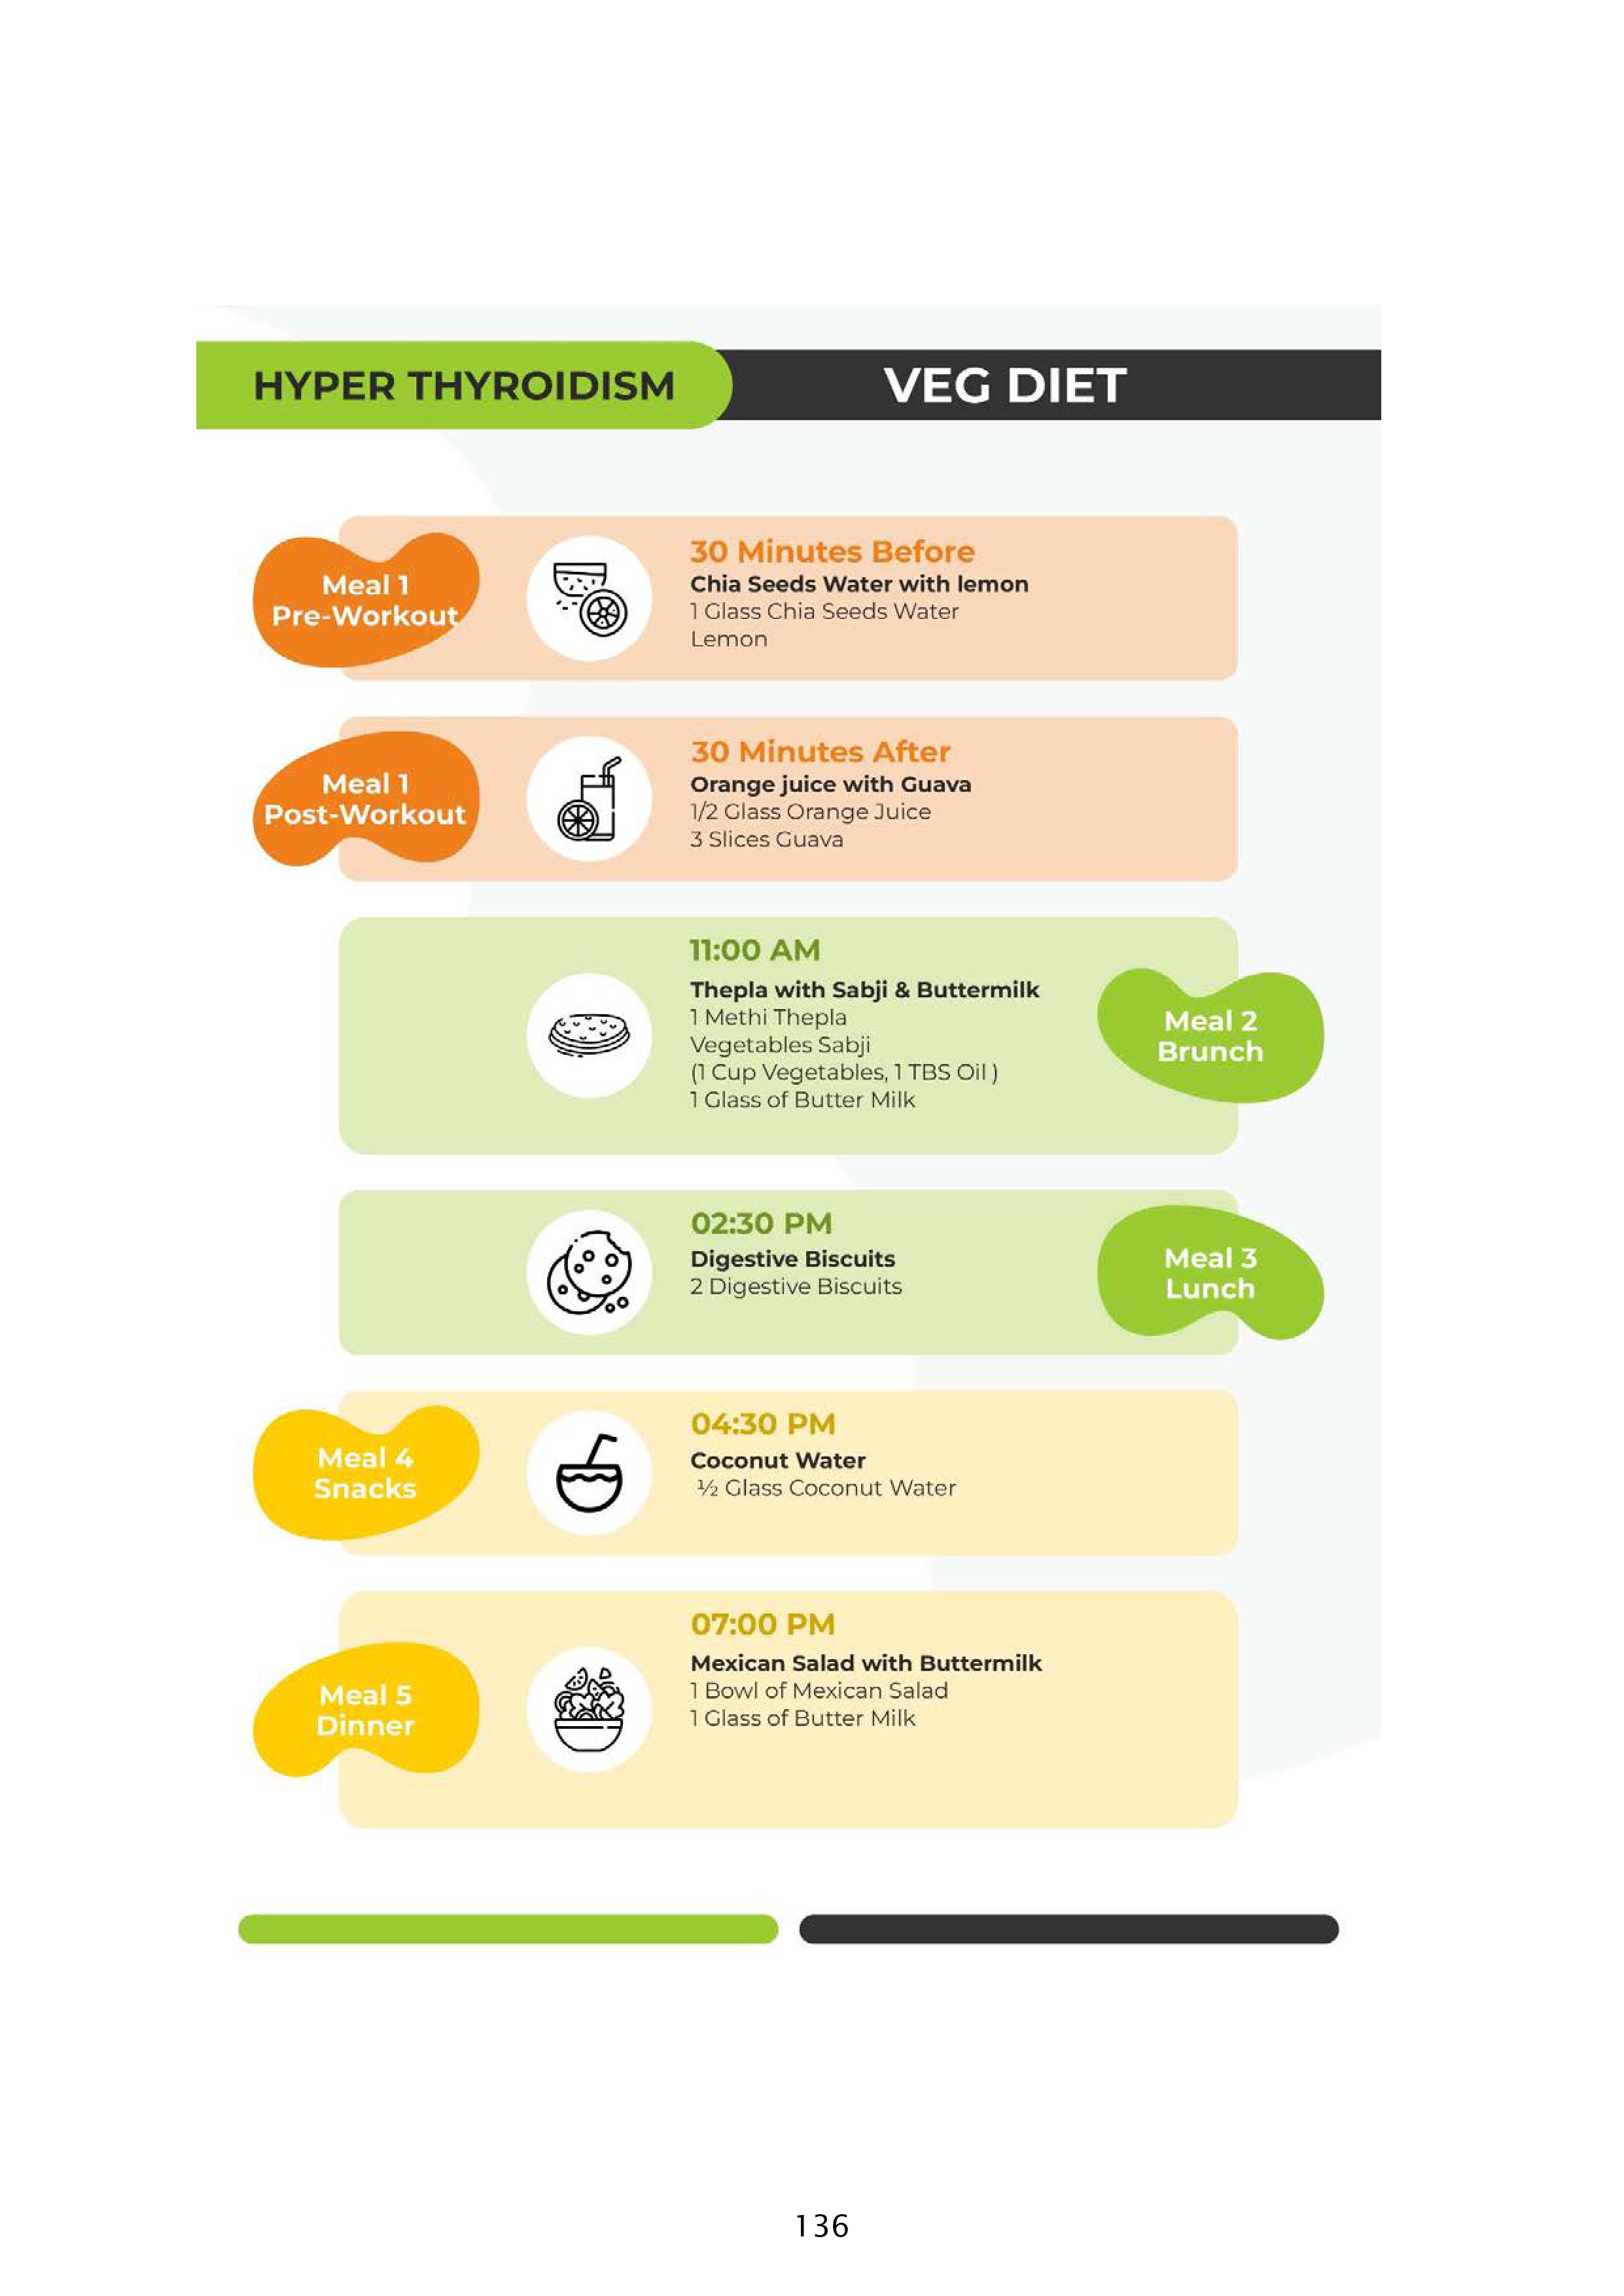 HYPER THYROIDISM
VEG DIET
Meal 1
Pre-Workout
30 Minutes Before
Chia Seeds Water with lemon
1 Glass Chia Seeds Water
Lemon
Meal 1
Post-Workout
30 Minutes After
Orange juice with Guava
1/2 Glass Orange Juice
3 Slices Guava
11:00 AM
Thepla with Sabji & Buttermilk
1 Methi Thepla
Vegetables Sabji
(1 Cup Vegetables, 1 TBS Oil )
1 Glass of Butter Milk
Meal 2
Brunch
02:30 PM
Digestive Biscuits
2 Digestive Biscuits
Meal 3
Lunch
Meal 4
Snacks
04:30 PM
Coconut Water
½ Glass Coconut Water
Meal 5
Dinner
07:00 PM
Mexican Salad with Buttermilk
1 Bowl of Mexican Salad
1 Glass of Butter Milk
136